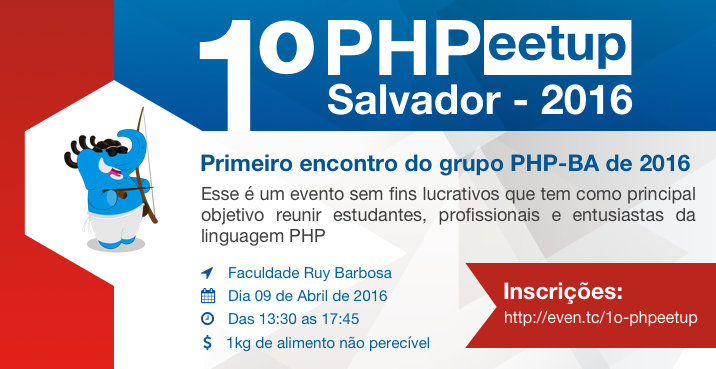 1º PHPeetup
Salvador - 2016
Primeiro encontro do grupo PHP-BA de 2016
Esse é um evento sem fins lucrativos que tem como principal
objetivo reunir estudantes, profissionais e entusiastas da
linguagem PHP
Faculdade Ruy Barbosa
Dia 09 de Abril de 2016
Das 13:30 as 17:45
$ 1kg de alimento não perecível
Inscrições:
http://even.tc/1o-phpeetup